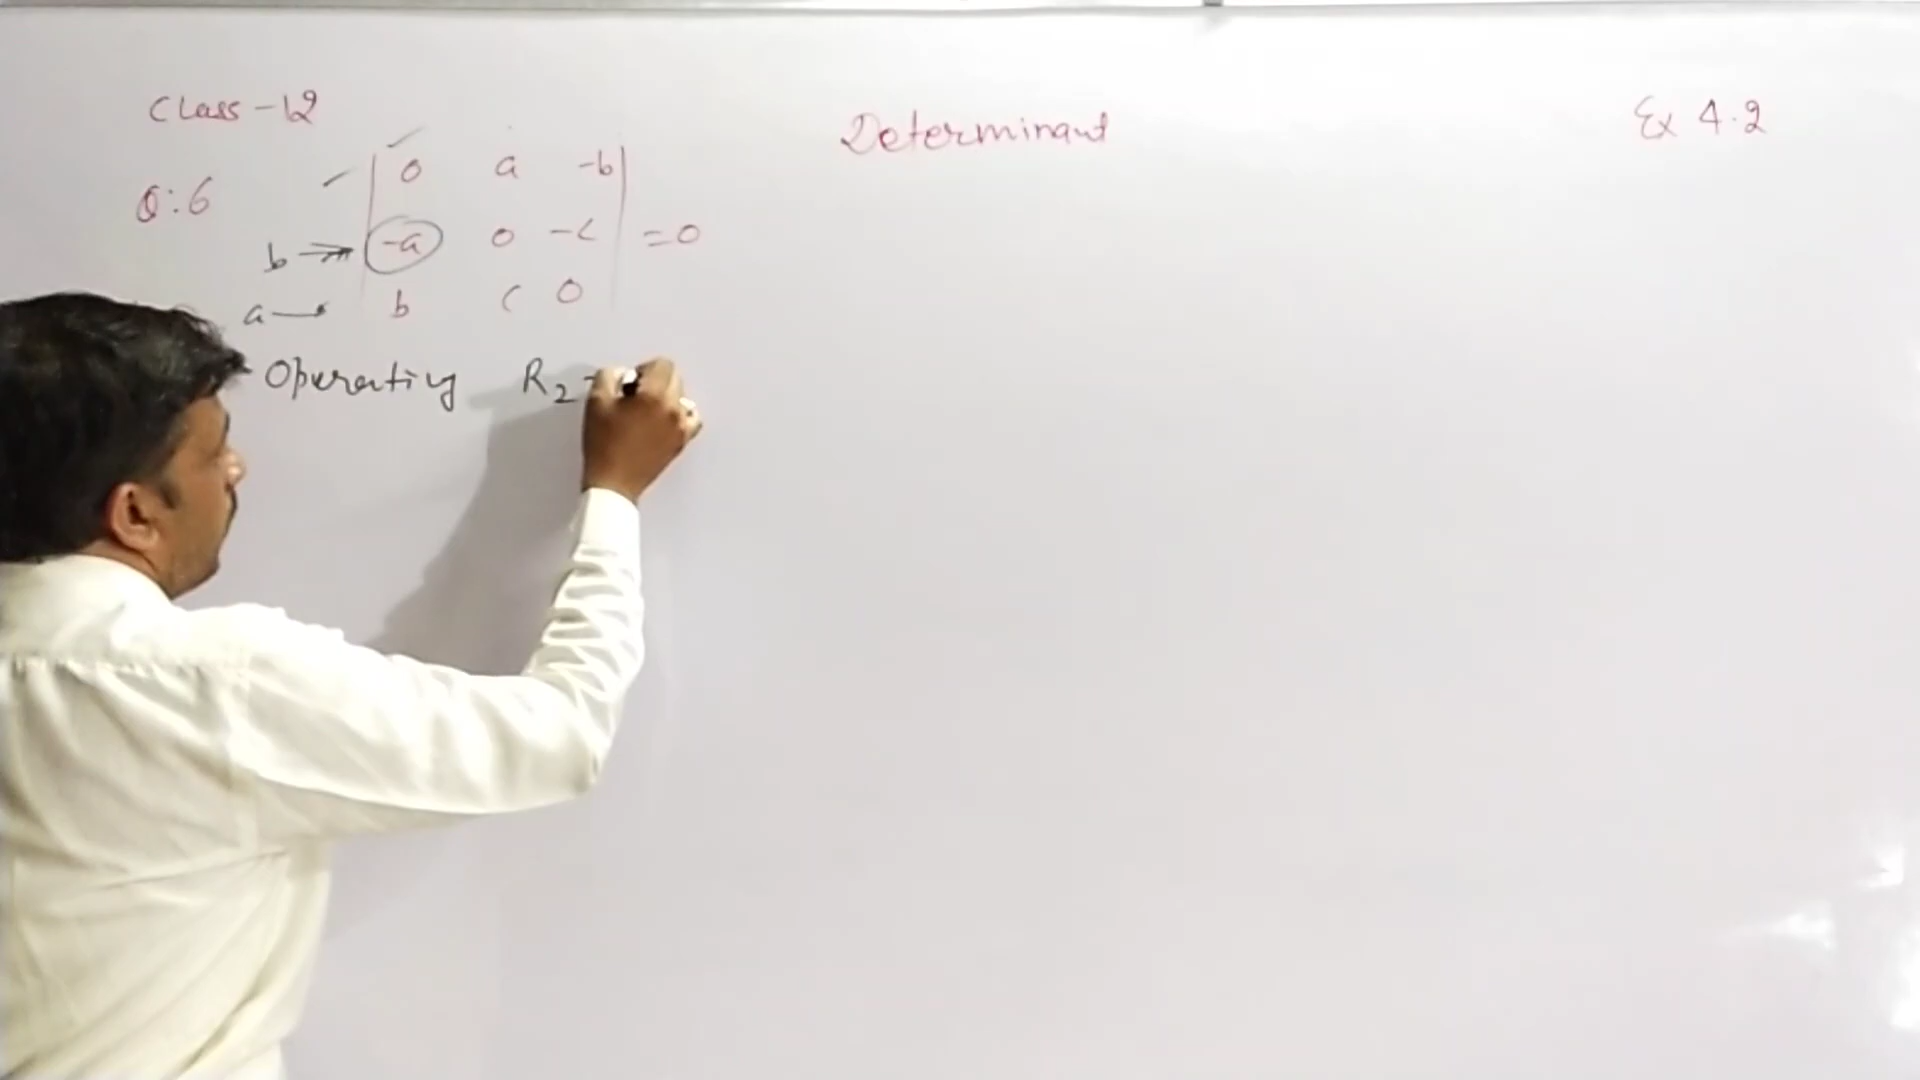 Class-12
Determinant
Ex 4.2
Q:6
0 a -b
b → -a 0 -c =0
a → b c 0
Operating R2